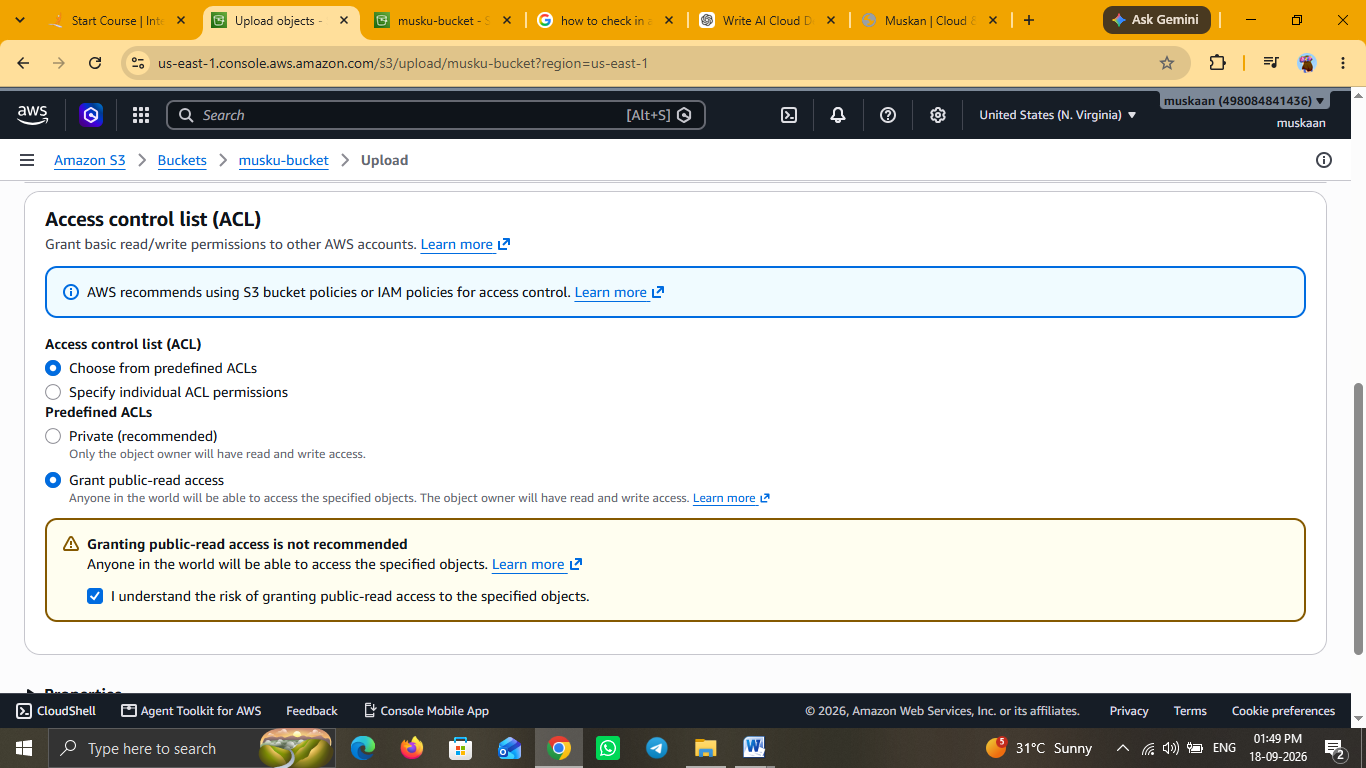 Start Course | Inte
Upload objects -
musku-bucket - S
how to check in a
Write AI Cloud De
Muskan | Cloud &
Ask Gemini
us-east-1.console.aws.amazon.com/s3/upload/musku-bucket?region=us-east-1
aws
Search
[Alt+S]
United States (N. Virginia)
muskaan (498084841436)
muskaan
Amazon S3
Buckets
musku-bucket
Upload
Access control list (ACL)
Grant basic read/write permissions to other AWS accounts. Learn more
AWS recommends using S3 bucket policies or IAM policies for access control. Learn more
Access control list (ACL)
Choose from predefined ACLs
Specify individual ACL permissions
Predefined ACLs
Private (recommended)
Only the object owner will have read and write access.
Grant public-read access
Anyone in the world will be able to access the specified objects. The object owner will have read and write access. Learn more
Granting public-read access is not recommended
Anyone in the world will be able to access the specified objects. Learn more
I understand the risk of granting public-read access to the specified objects.
Properties
CloudShell
Agent Toolkit for AWS
Feedback
Console Mobile App
© 2026, Amazon Web Services, Inc. or its affiliates.
Privacy
Terms
Cookie preferences
Type here to search
5
31°C Sunny
ENG
01:49 PM
18-09-2026
2